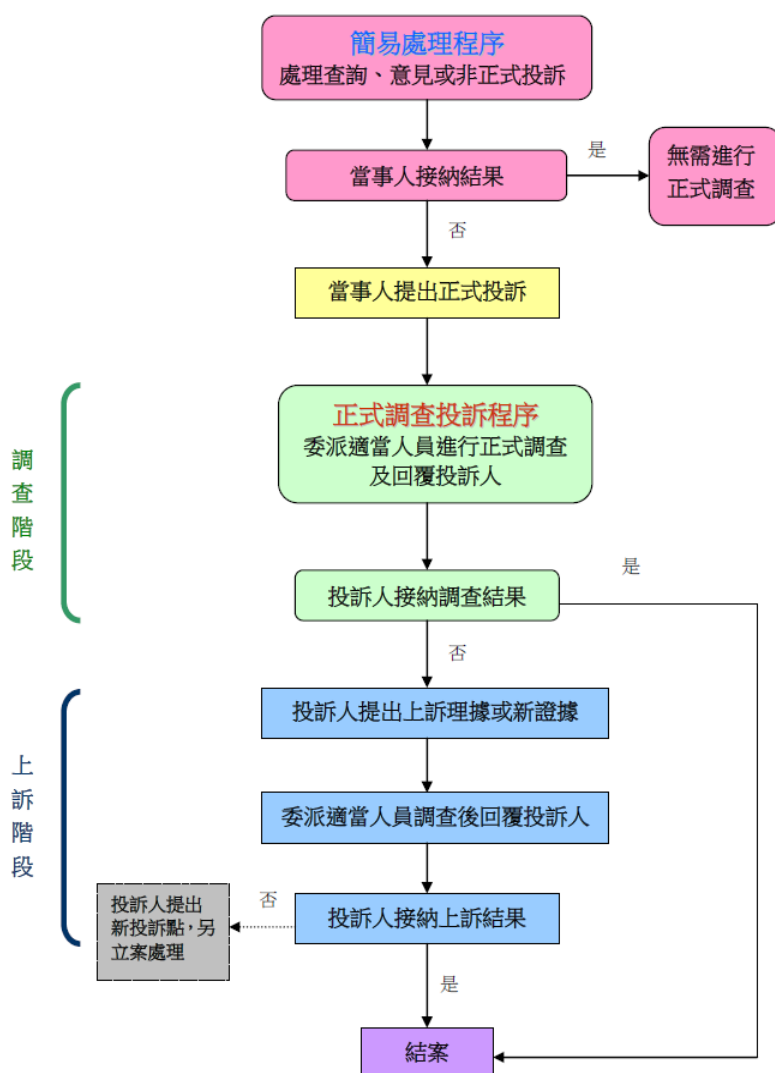 簡易處理程序
處理查詢、意見或非正式投訴
當事人接納結果
是
無需進行
正式調查
否
當事人提出正式投訴
調
查
階
段
正式調查投訴程序
委派適當人員進行正式調查
及回覆投訴人
投訴人接納調查結果
是
否
上
訴
階
段
投訴人提出上訴理據或新證據
委派適當人員調查後回覆投訴人
投訴人接納上訴結果
否
投訴人提出
新投訴點,另
立案處理
是
結案